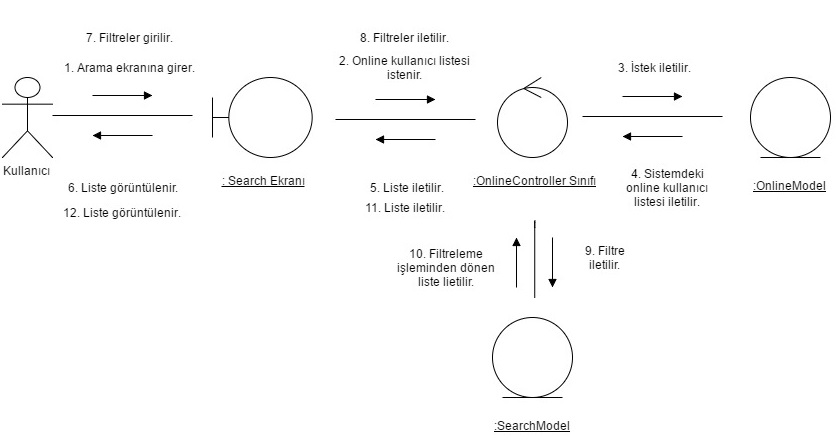 7. Filtreler girilir.
1. Arama ekranına girer.
8. Filtreler iletilir.
2. Online kullanıcı listesi
istenir.
3. İstek iletilir.
Kullanıcı
6. Liste görüntülenir.
12. Liste görüntülenir.
: Search Ekranı
5. Liste iletilir.
11. Liste iletilir.
:OnlineController Sınıfı
4. Sistemdeki
online kullanıcı
listesi iletilir.
:OnlineModel
10. Filtreleme
işleminden dönen
liste lietilir.
9. Filtre
iletilir.
:SearchModel